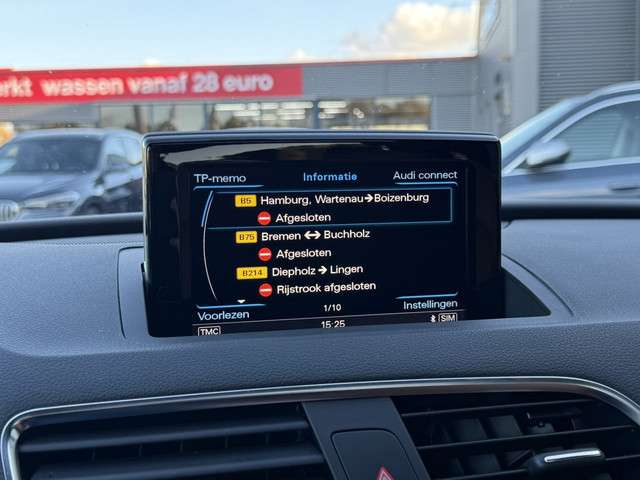 erkt wassen vanaf 28 euro
TP-memo Informatie Audi connect
B5 Hamburg, Wartenau→Boizenburg
Afgesloten
B75 Bremen ↔ Buchholz
Afgesloten
B214 Diepholz → Lingen
Rijstrook afgesloten
Voorlezen 1/10 Instellingen
TMC 15:25 SIM